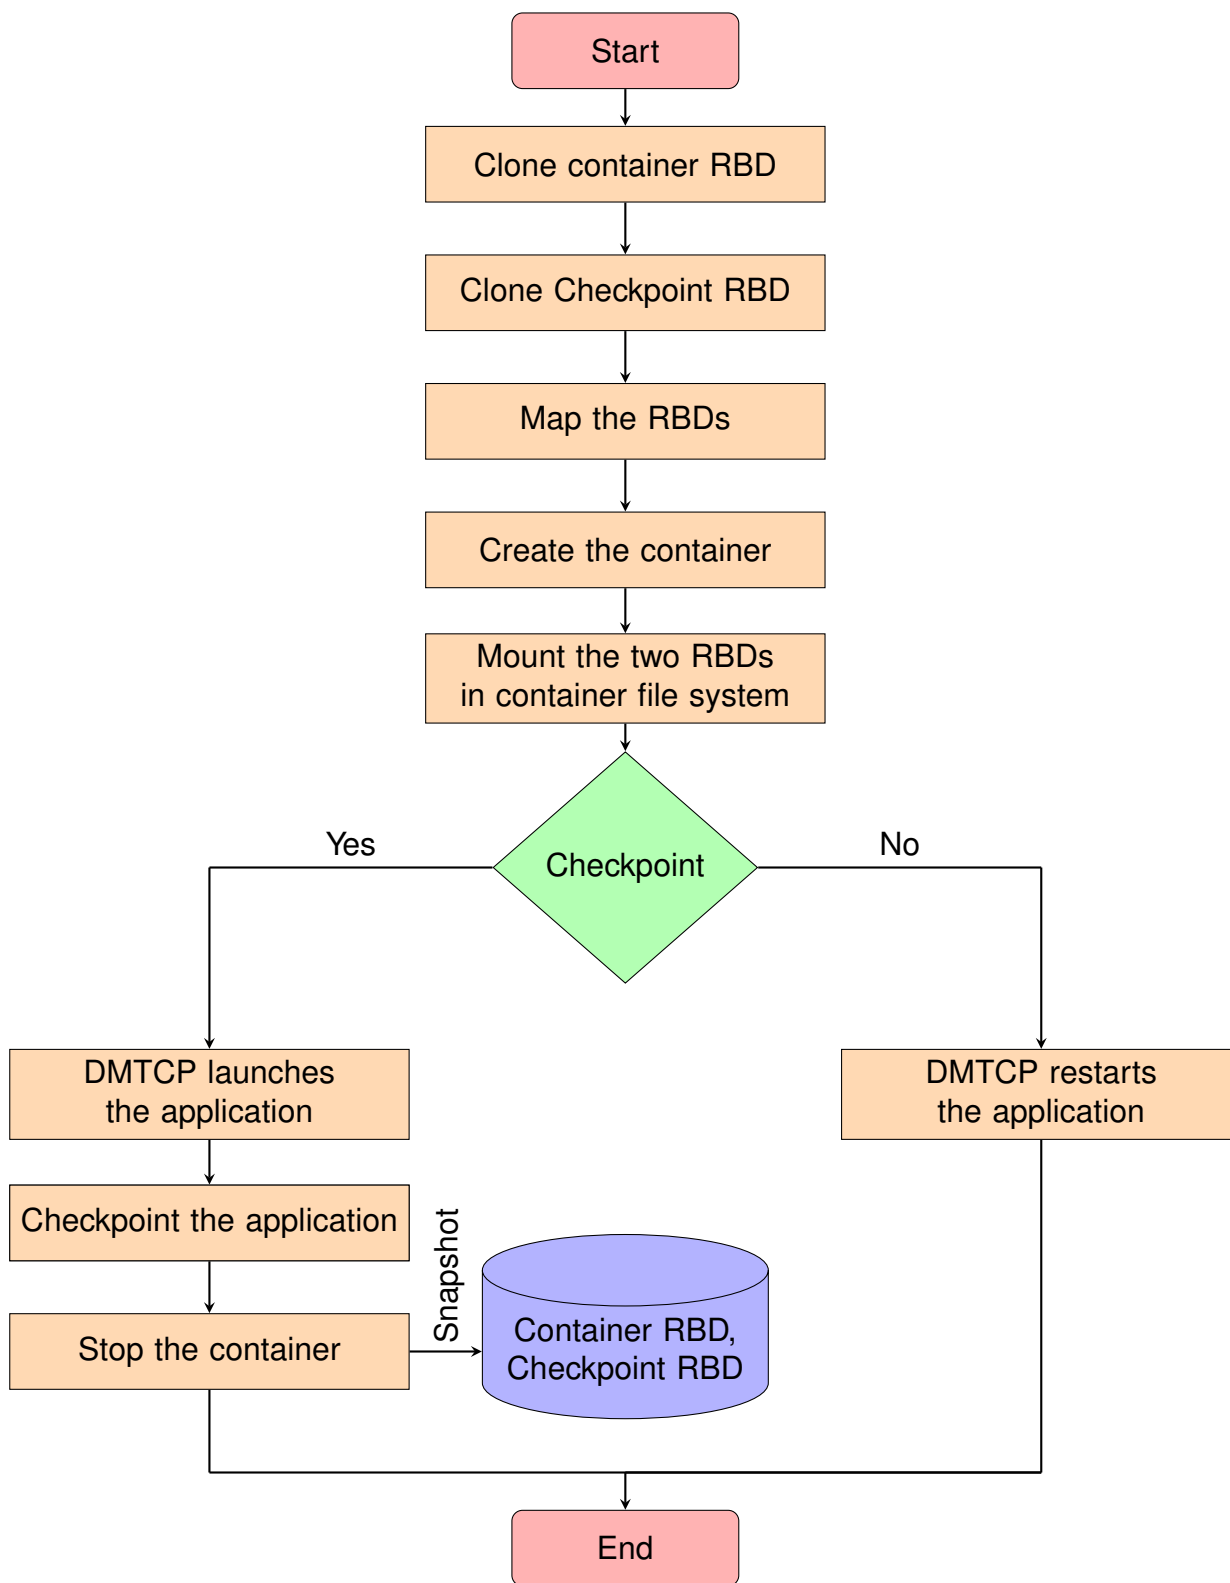 Start
Clone container RBD
Clone Checkpoint RBD
Map the RBDs
Create the container
Mount the two RBDs
in container file system
Yes
Checkpoint
No
DMTCP launches
the application
DMTCP restarts
the application
Checkpoint the application
Snapshot
Stop the container
Container RBD,
Checkpoint RBD
End